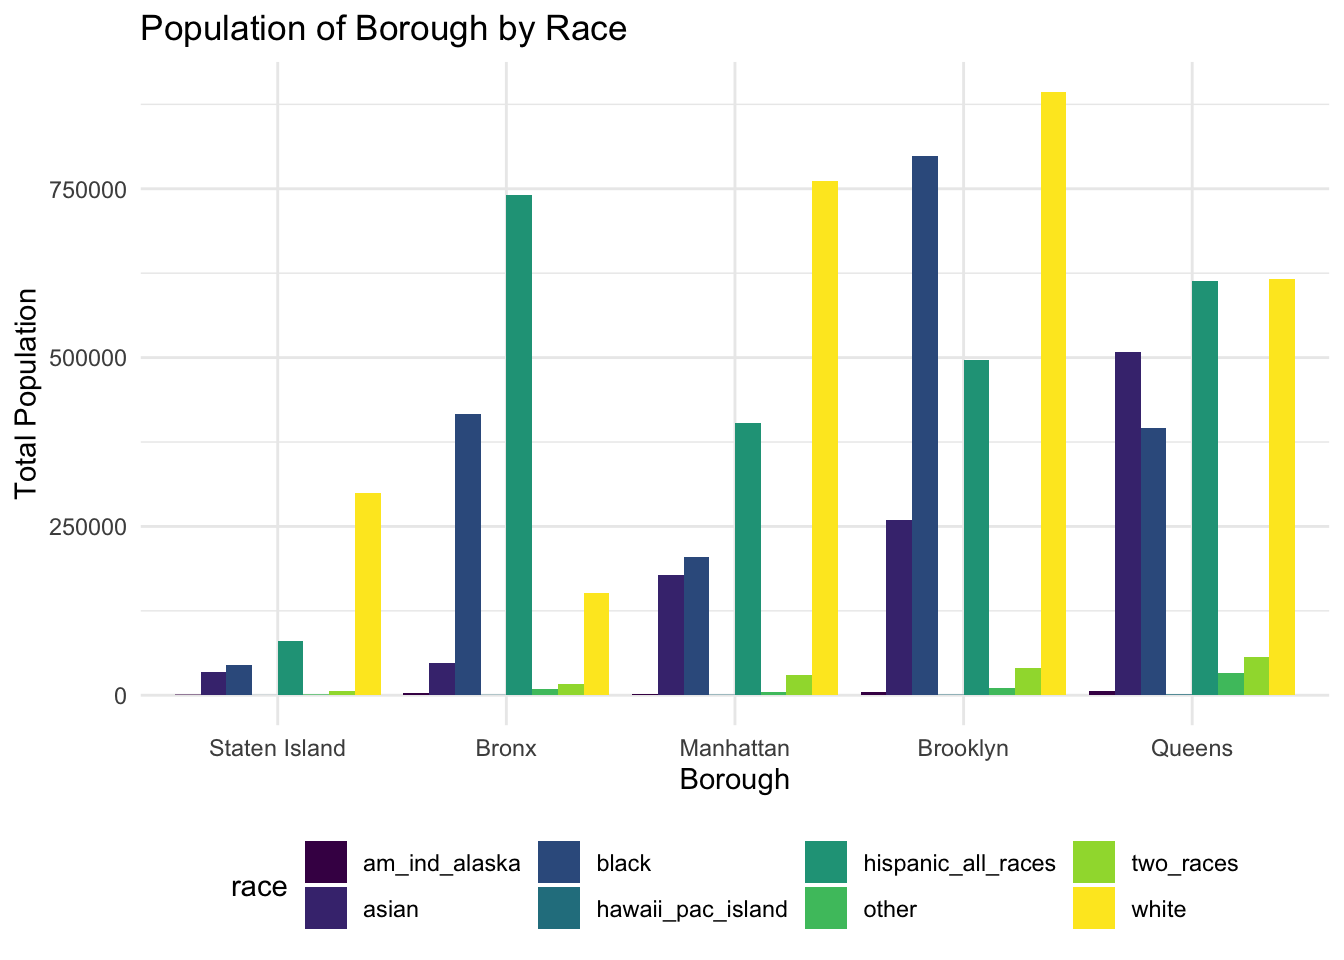 Population of Borough by Race
Total Population
750000
500000
250000
0
Staten Island Bronx Manhattan Brooklyn Queens
Borough
race
am_ind_alaska black hispanic_all_races two_races
asian hawaii_pac_island other white